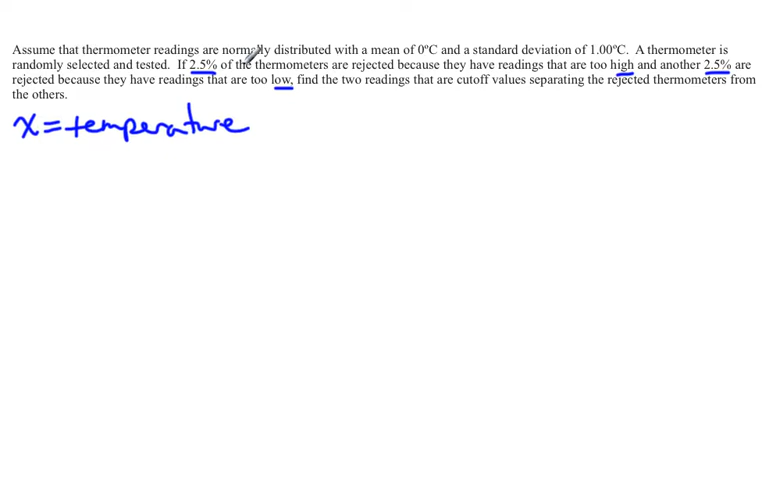 Assume that thermometer readings are normally distributed with a mean of 0ºC and a standard deviation of 1.00ºC. A thermometer is
randomly selected and tested. If 2.5% of the thermometers are rejected because they have readings that are too high and another 2.5% are
rejected because they have readings that are too low, find the two readings that are cutoff values separating the rejected thermometers from
the others.
x=temperature